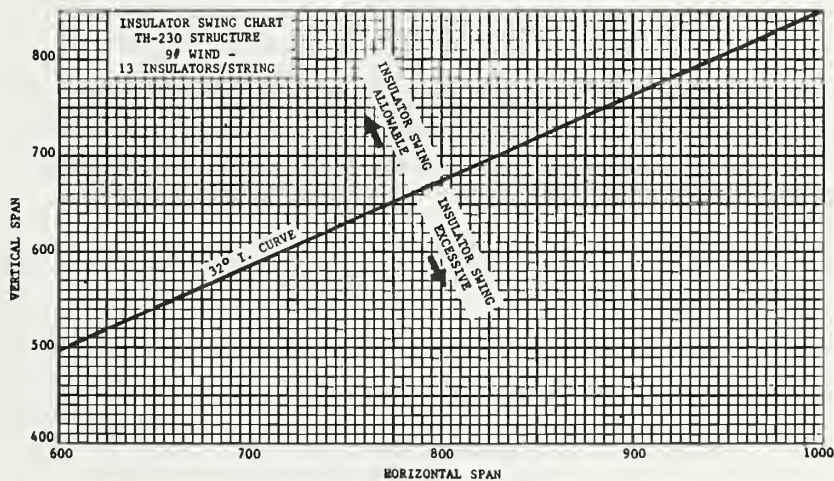 INSULATOR SWING CHART
TH-230 STRUCTURE
9# WIND -
13 INSULATORS/STRING
800
700
600
500
400
VERTICAL SPAN
INSULATOR SWING
ALLOWABLE
INSULATOR SWING
EXCESSIVE
32° I. CURVE
600
700
800
900
1000
HORIZONTAL SPAN